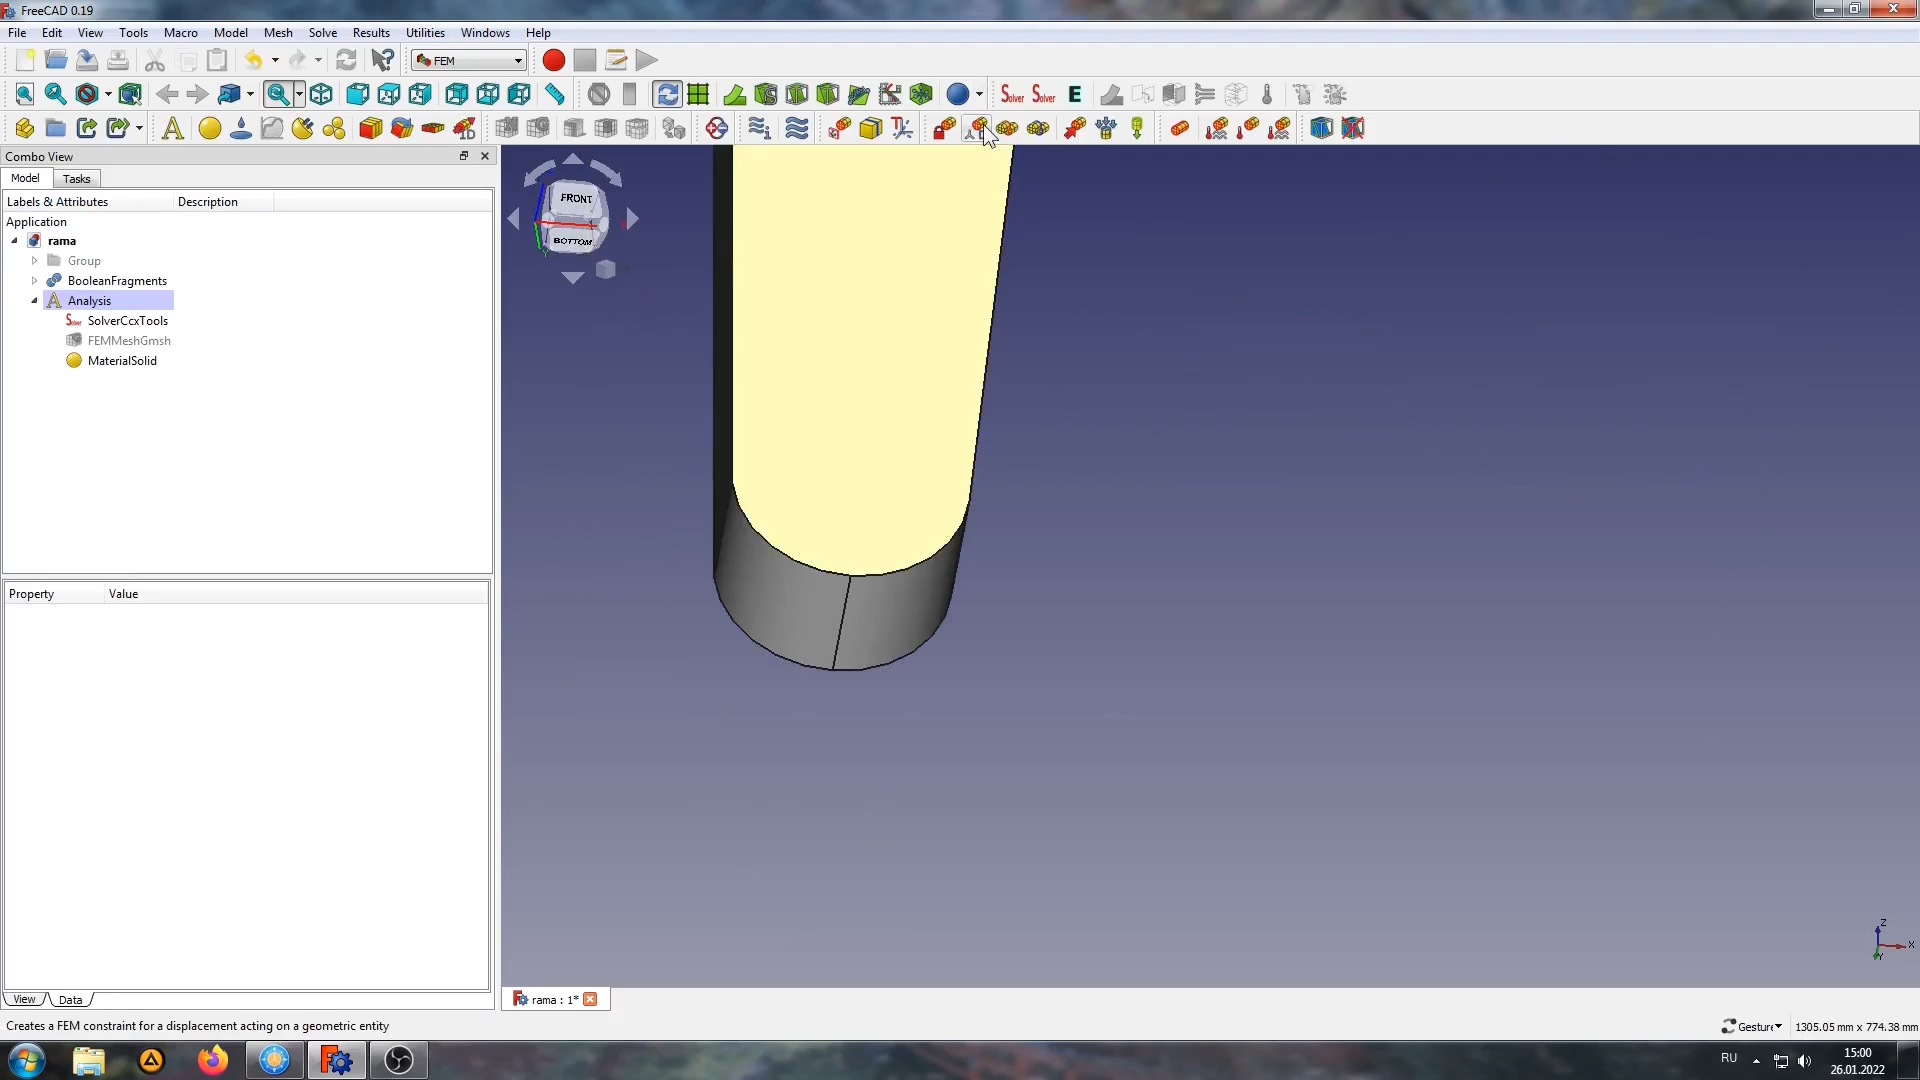 FreeCAD 0.19
File Edit View Tools Macro Model Mesh Solve Results Utilities Windows Help
FEM
Solver Solver E
1D
Combo View
Model Tasks
Labels & Attributes Description
Application
rama
Group
BooleanFragments
Analysis
SolverCcxTools
FEMMeshGmsh
MaterialSolid
FRONT
BOTTOM
Property Value
Z
X
Y
View Data
rama : 1*
Creates a FEM constraint for a displacement acting on a geometric entity
Gesture 1305.05 mm x 774.38 mm
RU
15:00
26.01.2022